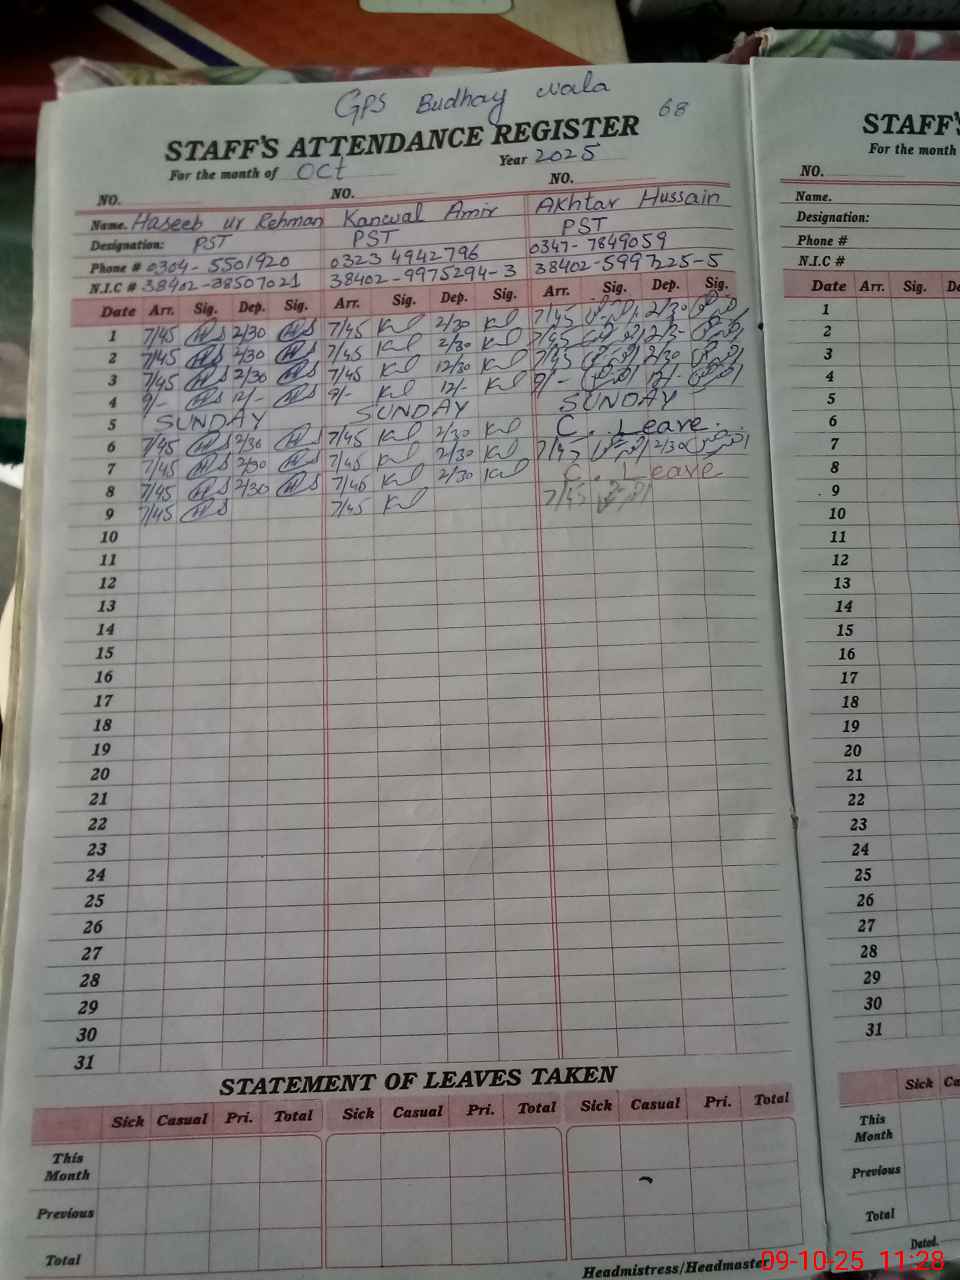 GPS Budhay wala
68
STAFF'S ATTENDANCE REGISTER
For the month of Oct Year 2025
NO. NO. NO.
Name. Haseeb ur Rehman Kanwal Amir Akhtar Hussain
Designation: PST PST PST
Phone # 0304-5501920 0323 4942796 0347-7849059
N.I.C # 38402-08507021 38402-9975294-3 38402-5997225-5
Date Arr. Sig. Dep. Sig. Arr. Sig. Dep. Sig. Arr. Sig. Dep. Sig.
1 7/45 2/30 7/45 2/30 7/45 2/30
2 7/45 2/30 7/45 2/30 7/45
3 7/45 2/30 7/45 12/30 7/45 2/30
4 9/- 12/- 9/- 12/- 9/- 12/-
5 SUNDAY SUNDAY SUNDAY
6 7/45 2/30 7/45 2/30 C. Leave.
7 7/45 2/30 7/45 2/30 7/45 2/30
8 7/45 2/30 7/45 2/30 C. Leave
9 7/45 7/45 7/45
10
11
12
13
14
15
16
17
18
19
20
21
22
23
24
25
26
27
28
29
30
31
STATEMENT OF LEAVES TAKEN
Sick Casual Pri. Total Sick Casual Pri. Total Sick Casual Pri. Total
This
Month
Previous
Total
Headmistress/Headmaster
STAFF'S
For the month
NO.
Name.
Designation:
Phone #
N.I.C #
Date Arr. Sig. De
1
2
3
4
5
6
7
8
9
10
11
12
13
14
15
16
17
18
19
20
21
22
23
24
25
26
27
28
29
30
31
Sick Ca
This
Month
Previous
Total
Dated.
09-10-25 11:28